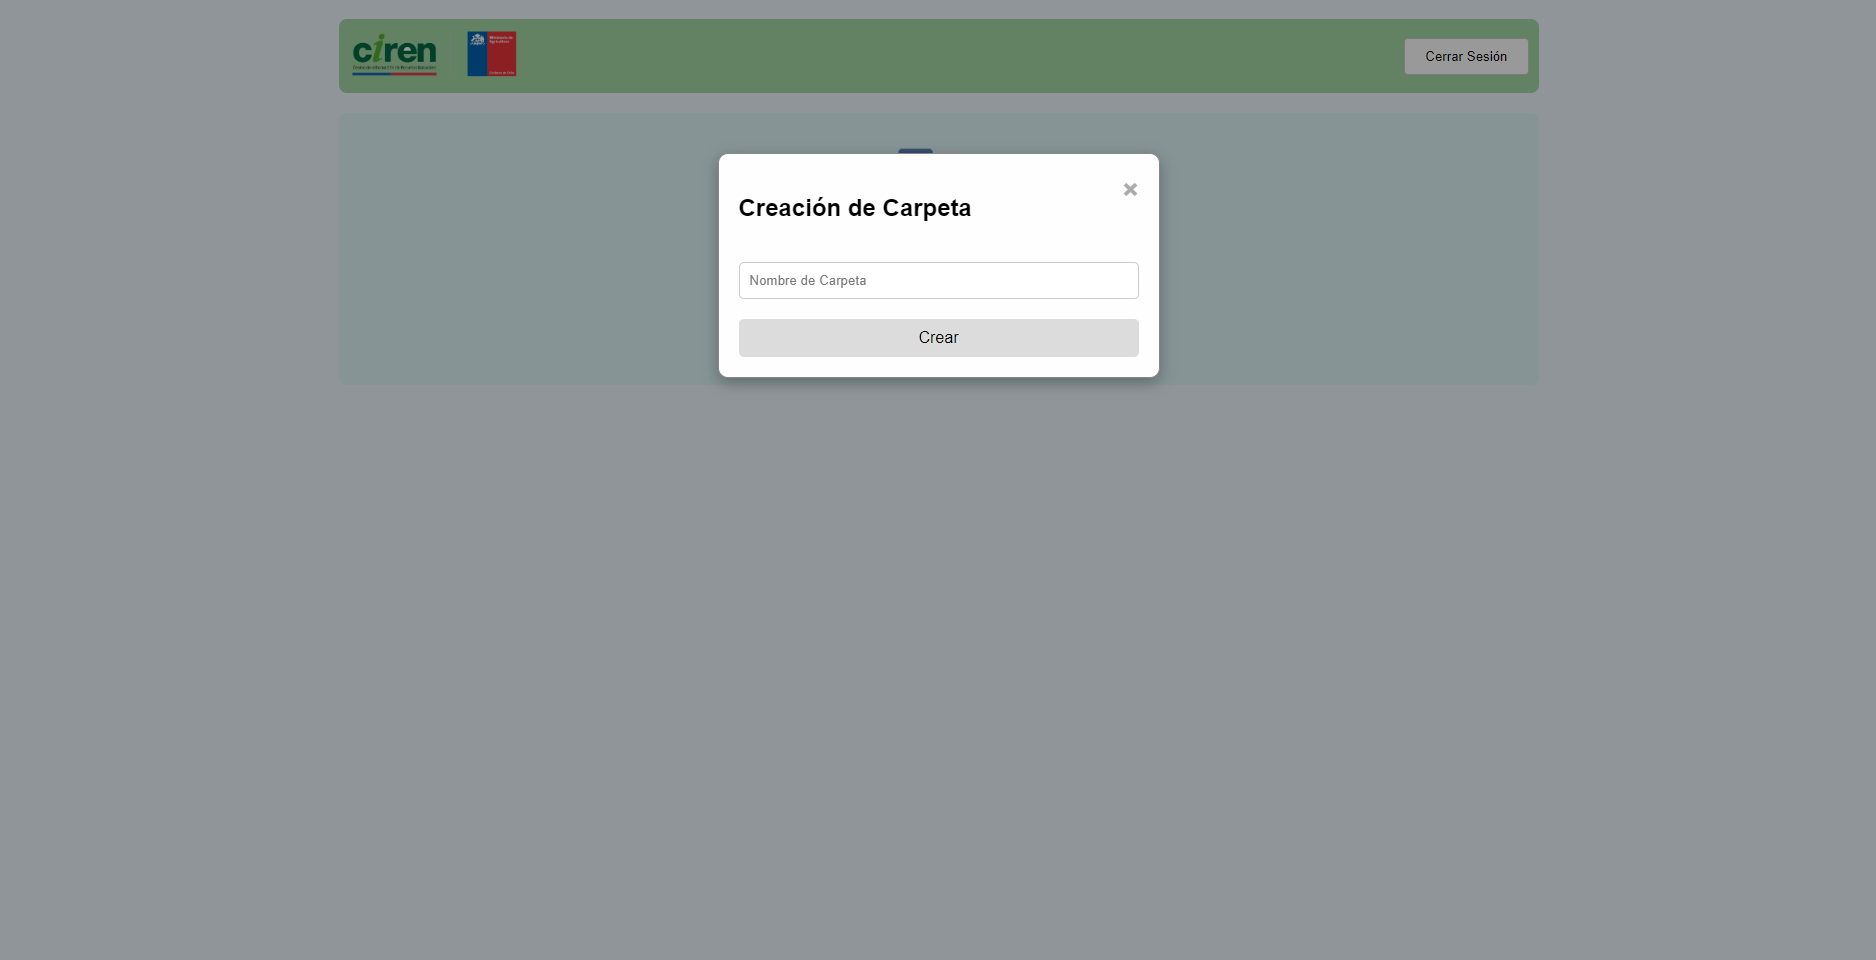 ciren
Cerrar Sesión
Creación de Carpeta
×
Nombre de Carpeta
Crear